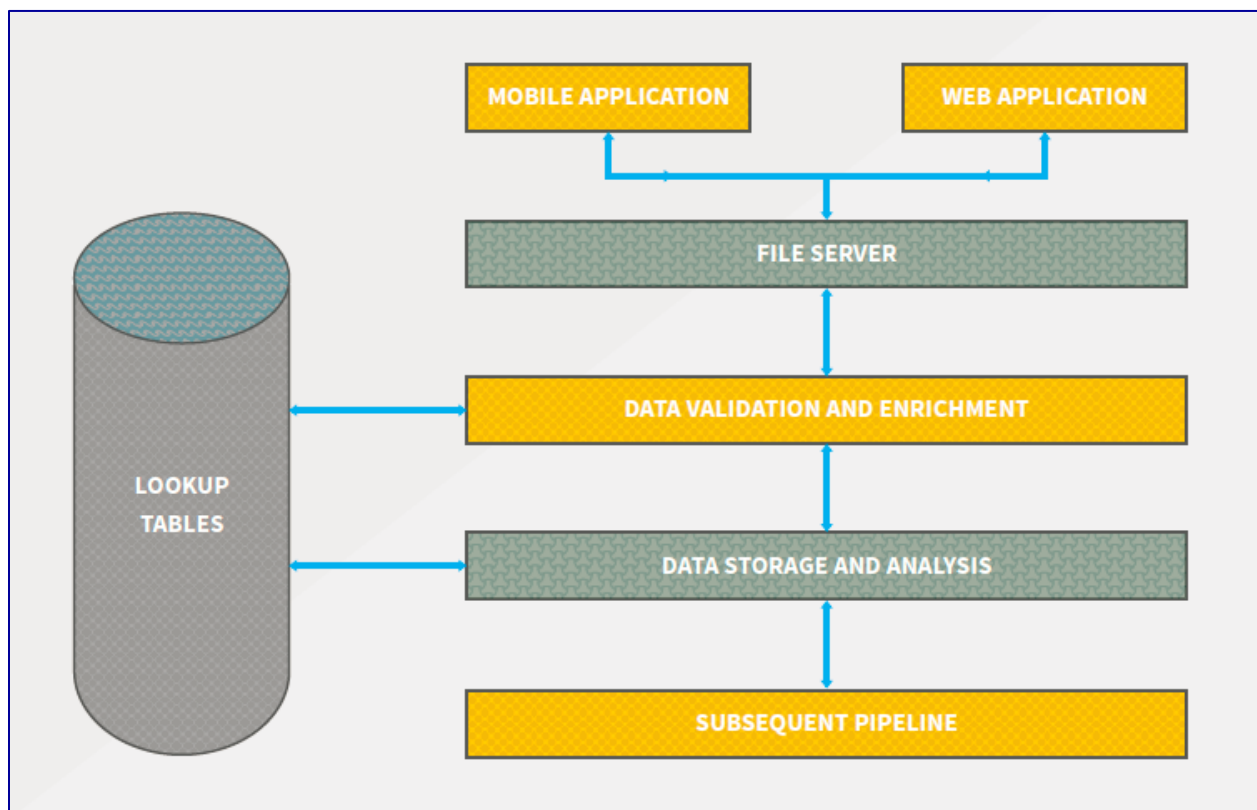 MOBILE APPLICATION
WEB APPLICATION
FILE SERVER
DATA VALIDATION AND ENRICHMENT
LOOKUP
TABLES
DATA STORAGE AND ANALYSIS
SUBSEQUENT PIPELINE